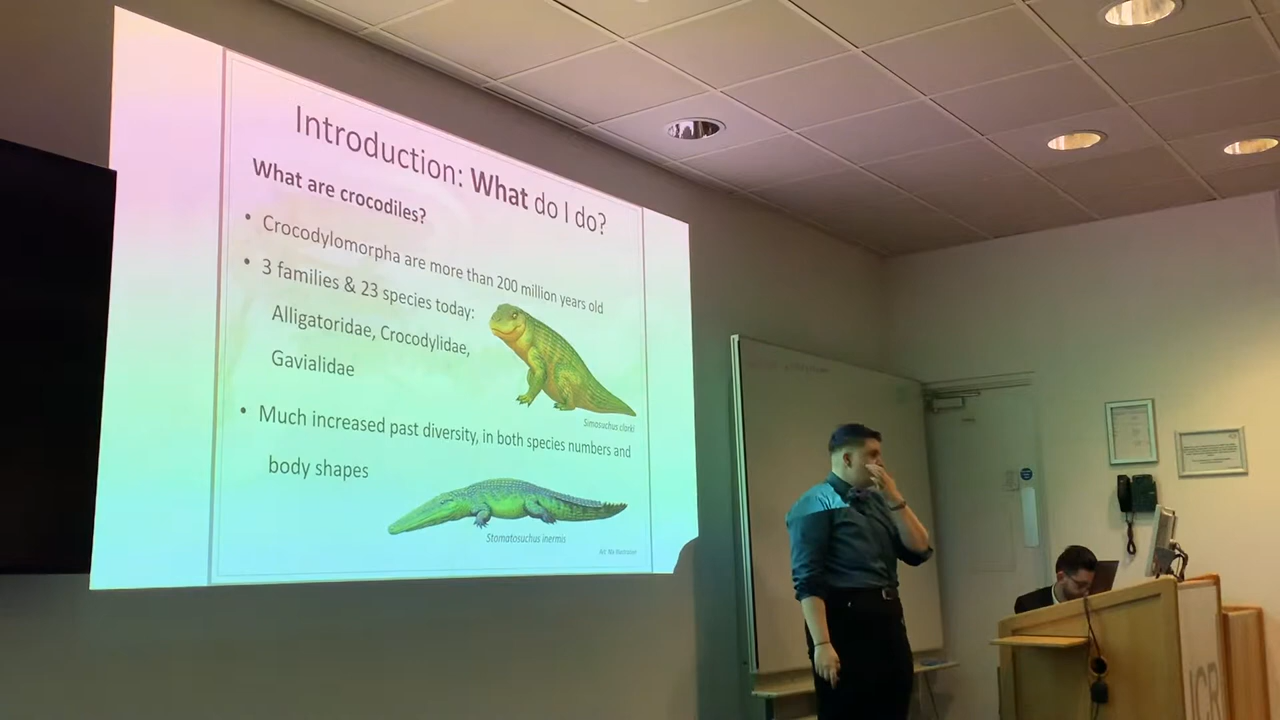 Introduction: What do I do?
What are crocodiles?
• Crocodylomorpha are more than 200 million years old
• 3 families & 23 species today:
Alligatoridae, Crocodylidae,
Gavialidae
Simosuchus clarki
• Much increased past diversity, in both species numbers and
body shapes
Stomatosuchus inermis